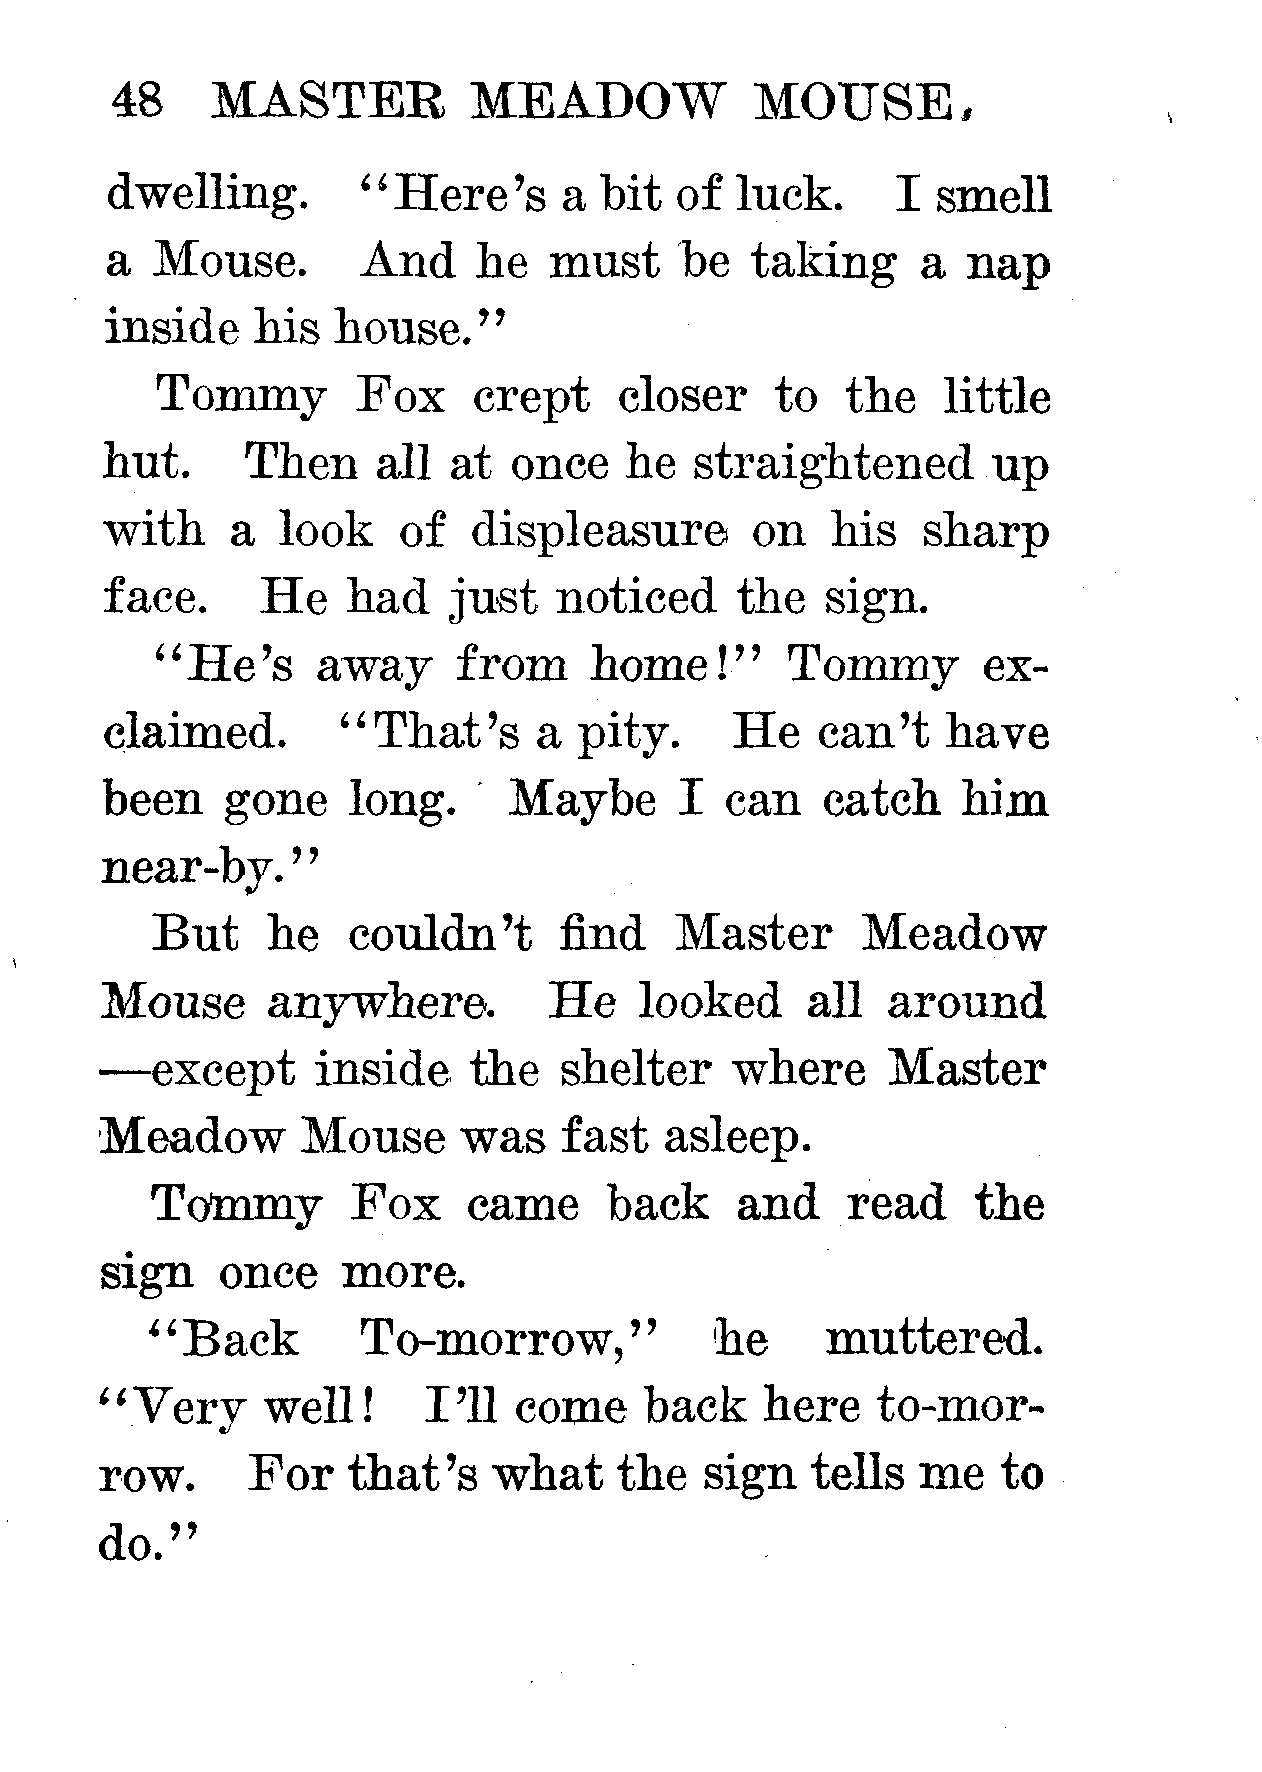 48 MASTER MEADOW MOUSE.
dwelling. "Here's a bit of luck. I smell
a Mouse. And he must be taking a nap
inside his house."
Tommy Fox crept closer to the little
hut. Then all at once he straightened up
with a look of displeasure on his sharp
face. He had just noticed the sign.
"He's away from home!" Tommy ex-
claimed. "That's a pity. He can't have
been gone long. Maybe I can catch him
near-by."
But he couldn't find Master Meadow
Mouse anywhere. He looked all around
—except inside the shelter where Master
Meadow Mouse was fast asleep.
Tommy Fox came back and read the
sign once more.
"Back To-morrow," he muttered.
"Very well! I'll come back here to-mor-
row. For that's what the sign tells me to
do."